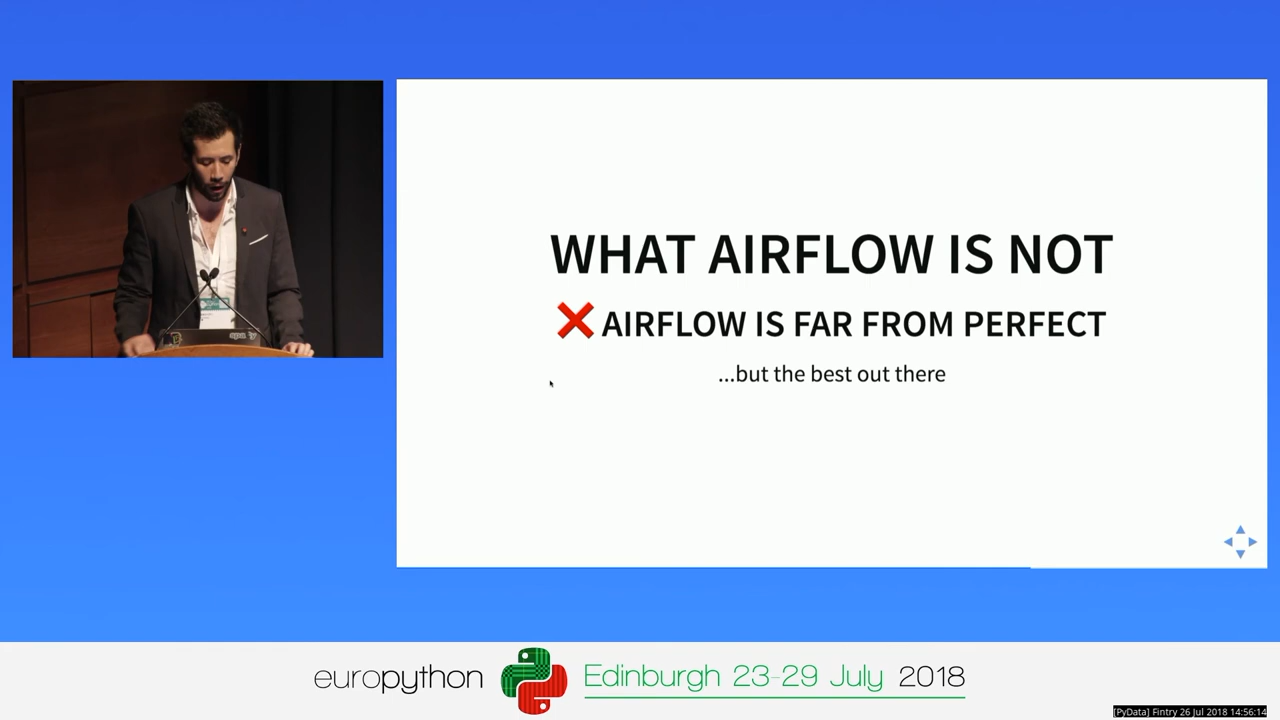 WHAT AIRFLOW IS NOT
❌ AIRFLOW IS FAR FROM PERFECT
...but the best out there
europython
Edinburgh 23-29 July 2018
[PyData] Fintry 26 Jul 2018 14:56:14